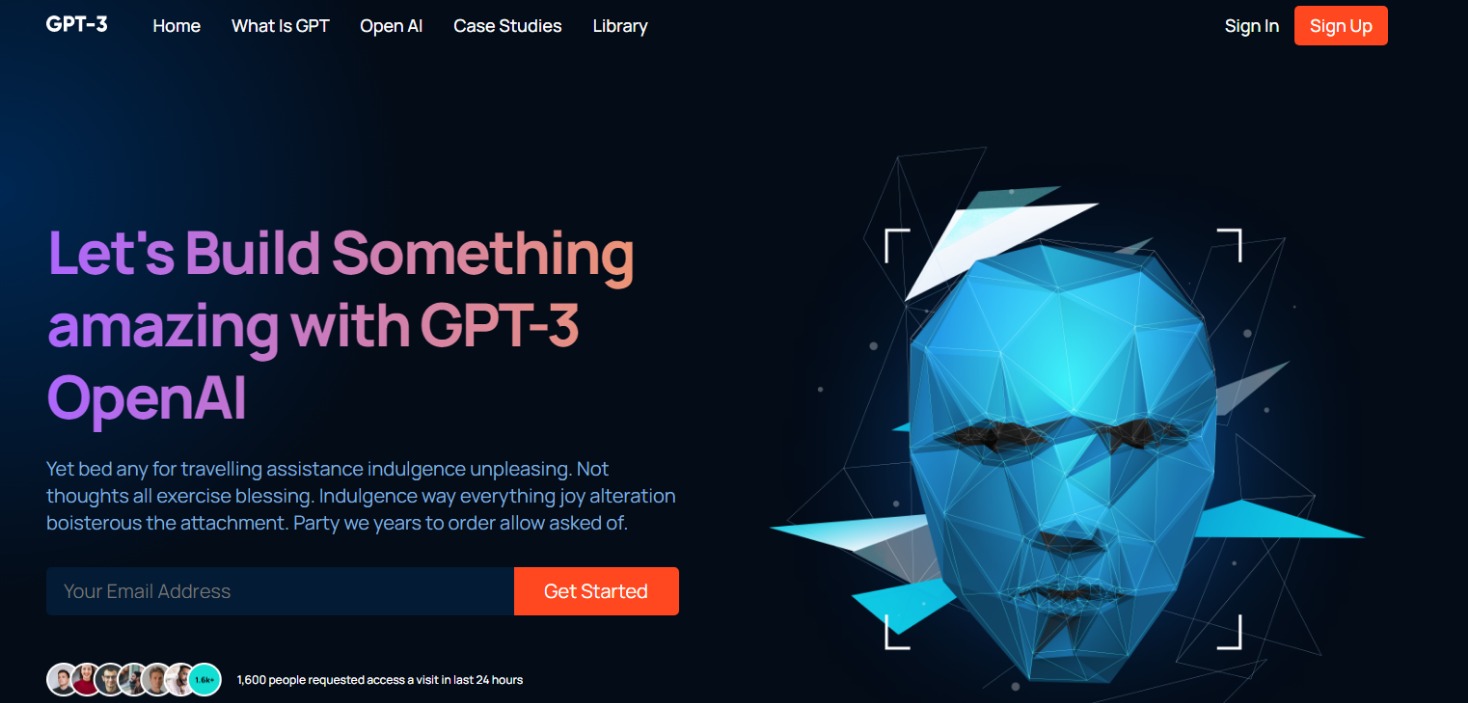 GPT-3
Home
What Is GPT
Open AI
Case Studies
Library
Sign In
Sign Up
Let's Build Something
amazing with GPT-3
OpenAI
Yet bed any for travelling assistance indulgence unpleasing. Not
thoughts all exercise blessing. Indulgence way everything joy alteration
boisterous the attachment. Party we years to order allow asked of.
Your Email Address
Get Started
1.6k+
1,600 people requested access a visit in last 24 hours